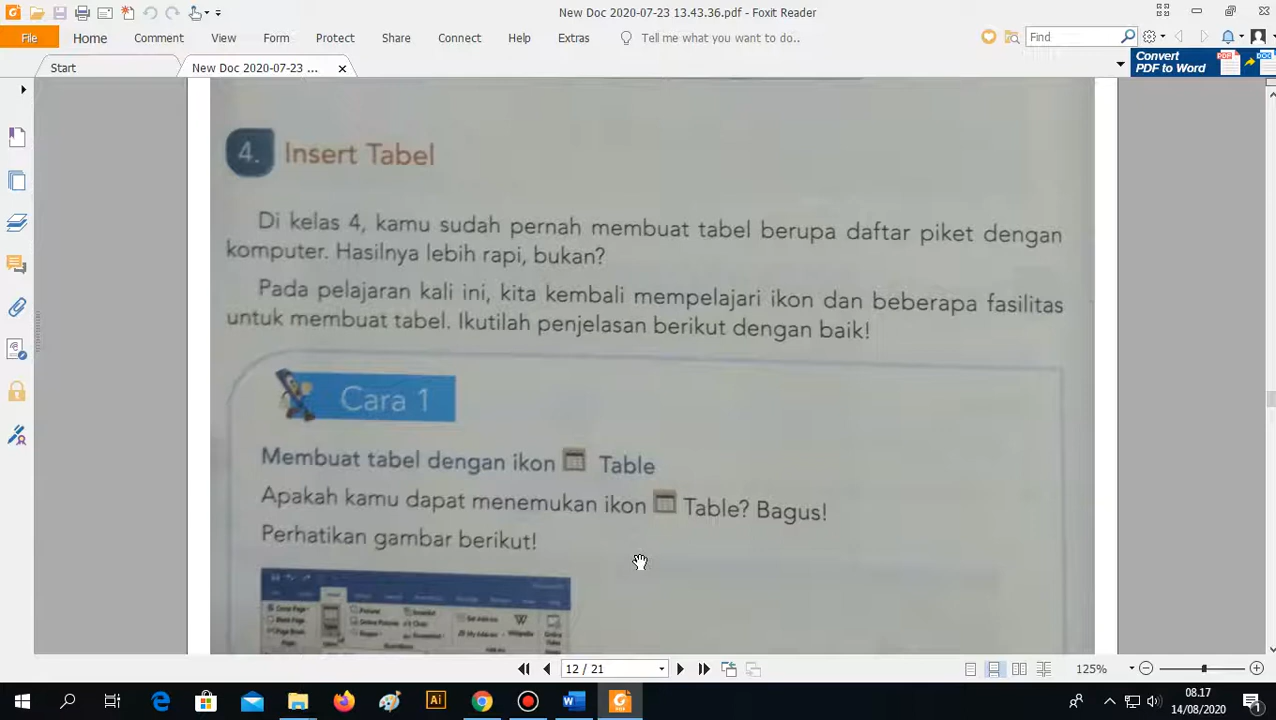 New Doc 2020-07-23 13.43.36.pdf - Foxit Reader
File Home Comment View Form Protect Share Connect Help Extras Tell me what you want to do.. Find
Start New Doc 2020-07-23 ...
Convert
PDF to Word
4. Insert Tabel
Di kelas 4, kamu sudah pernah membuat tabel berupa daftar piket dengan
komputer. Hasilnya lebih rapi, bukan?
Pada pelajaran kali ini, kita kembali mempelajari ikon dan beberapa fasilitas
untuk membuat tabel. Ikutilah penjelasan berikut dengan baik!
Cara 1
Membuat tabel dengan ikon Table
Apakah kamu dapat menemukan ikon Table? Bagus!
Perhatikan gambar berikut!
12 / 21
125%
08.17
14/08/2020